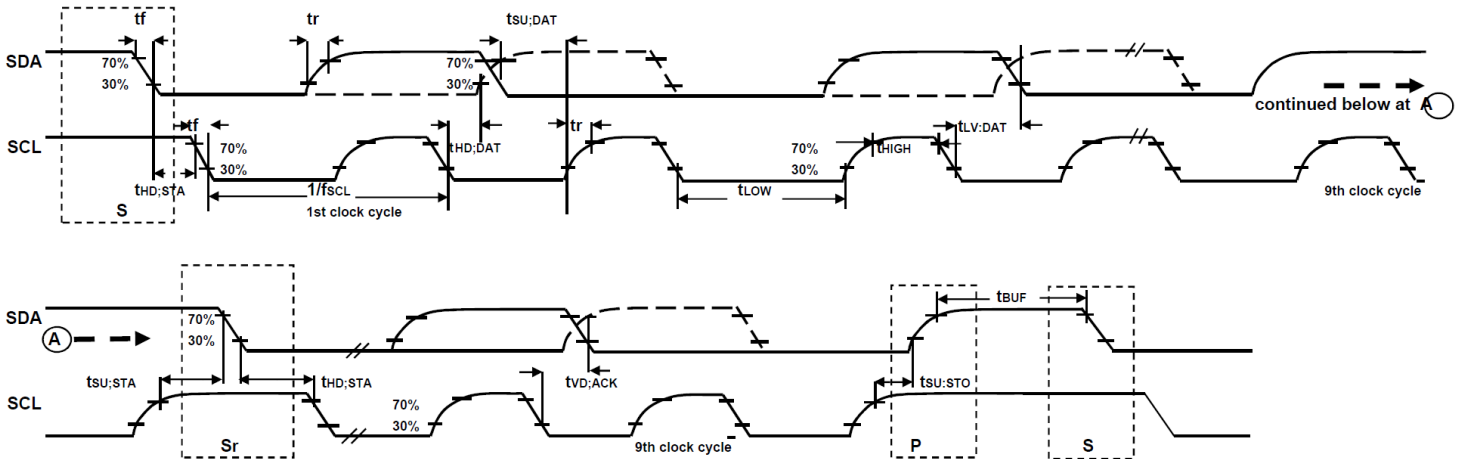 tf
tr
tSU;DAT
SDA
70%
30%
70%
30%
continued below at A
tf
tHD;DAT
tr
tLV:DAT
SCL
70%
30%
tHIGH
70%
30%
tHD;STA
1/fSCL
tLOW
S
1st clock cycle
9th clock cycle
tBUF
SDA
70%
30%
A
tSU;STA
tHD;STA
tVD;ACK
tSU:STO
SCL
70%
30%
Sr
9th clock cycle
P
S